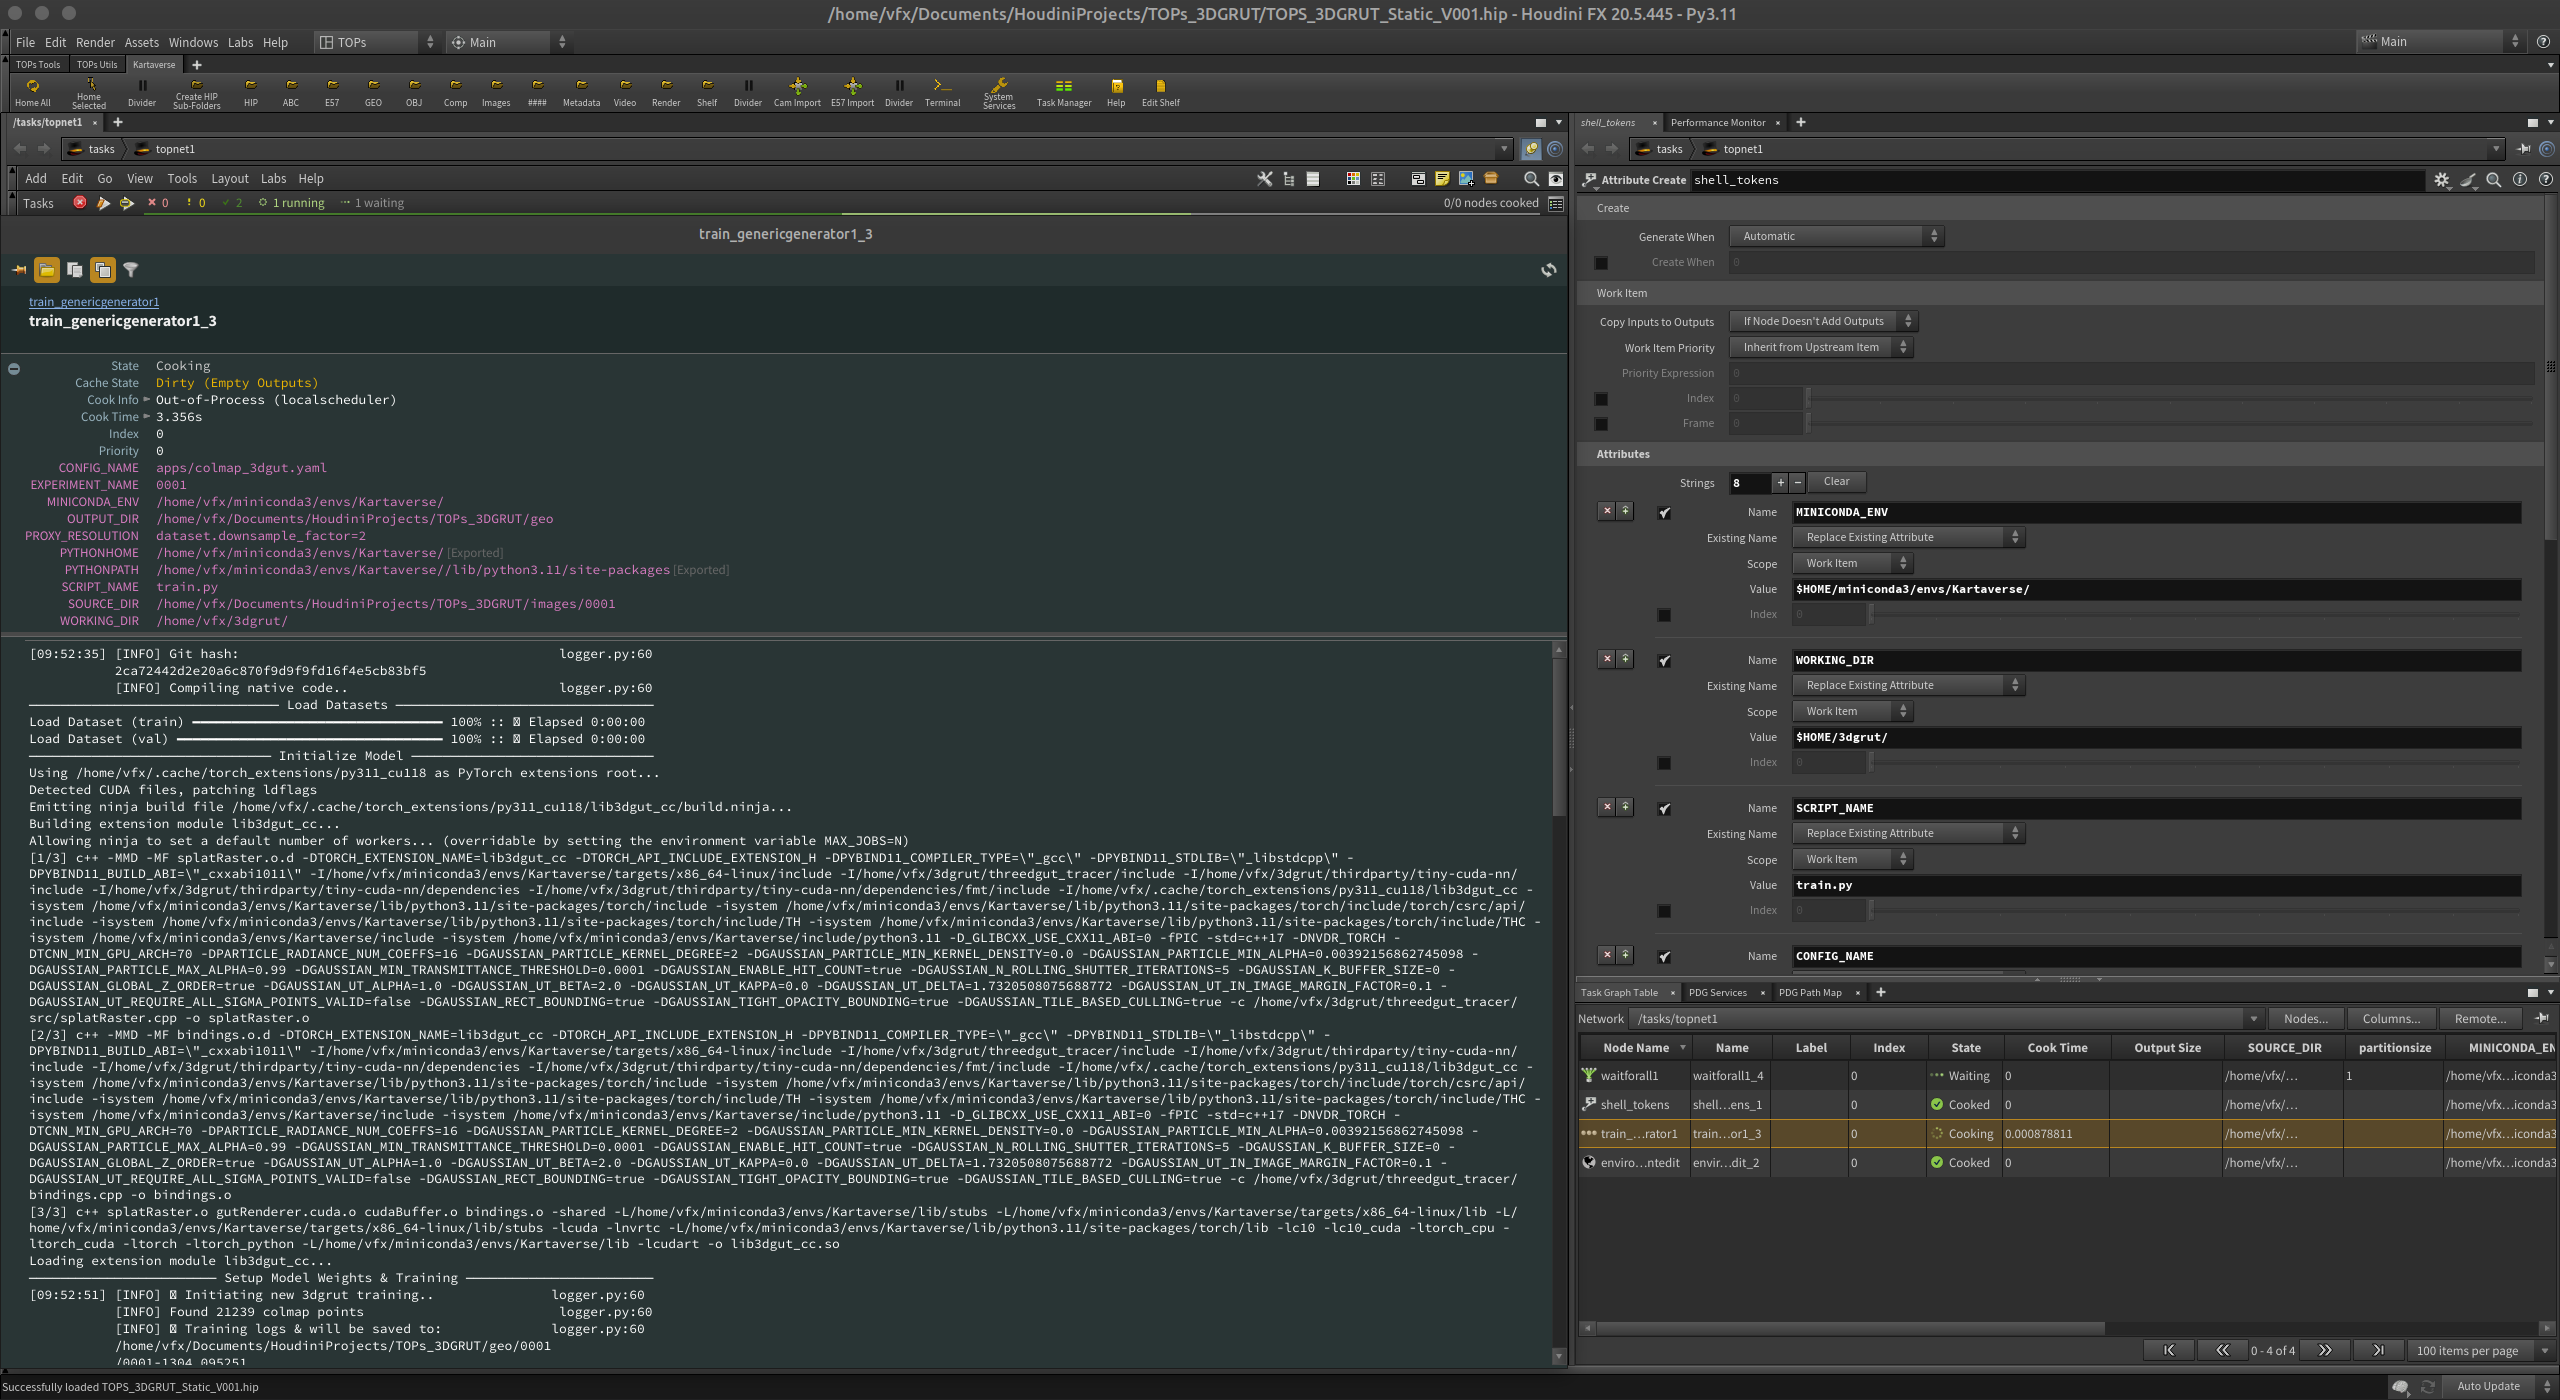 /home/vfx/Documents/HoudiniProjects/TOPs_3DGRUT/TOPS_3DGRUT_Static_V001.hip - Houdini FX 20.5.445 - Py3.11
File Edit Render Assets Windows Labs Help TOPs Main Main
TOPs Tools TOPs Utils Kartaverse
Home All Home Selected Divider Create HIP Sub-Folders HIP ABC E57 GEO OBJ Comp Images #### Metadata Video Render Shelf Divider Cam Import E57 Import Divider Terminal System Services Task Manager Help Edit Shelf
/tasks/topnet1
tasks topnet1
Add Edit Go View Tools Layout Labs Help
Tasks 0 0 2 1 running 1 waiting 0/0 nodes cooked
train_genericgenerator1_3
train_genericgenerator1
train_genericgenerator1_3
State Cooking
Cache State Dirty (Empty Outputs)
Cook Info Out-of-Process (localscheduler)
Cook Time 3.356s
Index 0
Priority 0
CONFIG_NAME apps/colmap_3dgut.yaml
EXPERIMENT_NAME 0001
MINICONDA_ENV /home/vfx/miniconda3/envs/Kartaverse/
OUTPUT_DIR /home/vfx/Documents/HoudiniProjects/TOPs_3DGRUT/geo
PROXY_RESOLUTION dataset.downsample_factor=2
PYTHONHOME /home/vfx/miniconda3/envs/Kartaverse/ [Exported]
PYTHONPATH /home/vfx/miniconda3/envs/Kartaverse//lib/python3.11/site-packages [Exported]
SCRIPT_NAME train.py
SOURCE_DIR /home/vfx/Documents/HoudiniProjects/TOPs_3DGRUT/images/0001
WORKING_DIR /home/vfx/3dgrut/
[09:52:35] [INFO] Git hash: logger.py:60
2ca72442d2e20a6c870f9d9f9fd16f4e5cb83bf5
[INFO] Compiling native code.. logger.py:60
Load Datasets
Load Dataset (train) 100% :: Elapsed 0:00:00
Load Dataset (val) 100% :: Elapsed 0:00:00
Initialize Model
Using /home/vfx/.cache/torch_extensions/py311_cu118 as PyTorch extensions root...
Detected CUDA files, patching ldflags
Emitting ninja build file /home/vfx/.cache/torch_extensions/py311_cu118/lib3dgut_cc/build.ninja...
Building extension module lib3dgut_cc...
Allowing ninja to set a default number of workers... (overridable by setting the environment variable MAX_JOBS=N)
[1/3] c++ -MMD -MF splatRaster.o.d -DTORCH_EXTENSION_NAME=lib3dgut_cc -DTORCH_API_INCLUDE_EXTENSION_H -DPYBIND11_COMPILER_TYPE=\"_gcc\" -DPYBIND11_STDLIB=\"_libstdcpp\" -
DPYBIND11_BUILD_ABI=\"_cxxabi1011\" -I/home/vfx/miniconda3/envs/Kartaverse/targets/x86_64-linux/include -I/home/vfx/3dgrut/threedgut_tracer/include -I/home/vfx/3dgrut/thirdparty/tiny-cuda-nn/
include -I/home/vfx/3dgrut/thirdparty/tiny-cuda-nn/dependencies -I/home/vfx/3dgrut/thirdparty/tiny-cuda-nn/dependencies/fmt/include -I/home/vfx/.cache/torch_extensions/py311_cu118/lib3dgut_cc -
isystem /home/vfx/miniconda3/envs/Kartaverse/lib/python3.11/site-packages/torch/include -isystem /home/vfx/miniconda3/envs/Kartaverse/lib/python3.11/site-packages/torch/include/torch/csrc/api/
include -isystem /home/vfx/miniconda3/envs/Kartaverse/lib/python3.11/site-packages/torch/include/TH -isystem /home/vfx/miniconda3/envs/Kartaverse/lib/python3.11/site-packages/torch/include/THC -
isystem /home/vfx/miniconda3/envs/Kartaverse/include -isystem /home/vfx/miniconda3/envs/Kartaverse/include/python3.11 -D_GLIBCXX_USE_CXX11_ABI=0 -fPIC -std=c++17 -DNVDR_TORCH -
DTCNN_MIN_GPU_ARCH=70 -DPARTICLE_RADIANCE_NUM_COEFFS=16 -DGAUSSIAN_PARTICLE_KERNEL_DEGREE=2 -DGAUSSIAN_PARTICLE_MIN_KERNEL_DENSITY=0.0 -DGAUSSIAN_PARTICLE_MIN_ALPHA=0.00392156862745098 -
DGAUSSIAN_PARTICLE_MAX_ALPHA=0.99 -DGAUSSIAN_MIN_TRANSMITTANCE_THRESHOLD=0.0001 -DGAUSSIAN_ENABLE_HIT_COUNT=true -DGAUSSIAN_N_ROLLING_SHUTTER_ITERATIONS=5 -DGAUSSIAN_K_BUFFER_SIZE=0 -
DGAUSSIAN_GLOBAL_Z_ORDER=true -DGAUSSIAN_UT_ALPHA=1.0 -DGAUSSIAN_UT_BETA=2.0 -DGAUSSIAN_UT_KAPPA=0.0 -DGAUSSIAN_UT_DELTA=1.7320508075688772 -DGAUSSIAN_UT_IN_IMAGE_MARGIN_FACTOR=0.1 -
DGAUSSIAN_UT_REQUIRE_ALL_SIGMA_POINTS_VALID=false -DGAUSSIAN_RECT_BOUNDING=true -DGAUSSIAN_TIGHT_OPACITY_BOUNDING=true -DGAUSSIAN_TILE_BASED_CULLING=true -c /home/vfx/3dgrut/threedgut_tracer/
src/splatRaster.cpp -o splatRaster.o
[2/3] c++ -MMD -MF bindings.o.d -DTORCH_EXTENSION_NAME=lib3dgut_cc -DTORCH_API_INCLUDE_EXTENSION_H -DPYBIND11_COMPILER_TYPE=\"_gcc\" -DPYBIND11_STDLIB=\"_libstdcpp\" -
DPYBIND11_BUILD_ABI=\"_cxxabi1011\" -I/home/vfx/miniconda3/envs/Kartaverse/targets/x86_64-linux/include -I/home/vfx/3dgrut/threedgut_tracer/include -I/home/vfx/3dgrut/thirdparty/tiny-cuda-nn/
include -I/home/vfx/3dgrut/thirdparty/tiny-cuda-nn/dependencies -I/home/vfx/3dgrut/thirdparty/tiny-cuda-nn/dependencies/fmt/include -I/home/vfx/.cache/torch_extensions/py311_cu118/lib3dgut_cc -
isystem /home/vfx/miniconda3/envs/Kartaverse/lib/python3.11/site-packages/torch/include -isystem /home/vfx/miniconda3/envs/Kartaverse/lib/python3.11/site-packages/torch/include/torch/csrc/api/
include -isystem /home/vfx/miniconda3/envs/Kartaverse/lib/python3.11/site-packages/torch/include/TH -isystem /home/vfx/miniconda3/envs/Kartaverse/lib/python3.11/site-packages/torch/include/THC -
isystem /home/vfx/miniconda3/envs/Kartaverse/include -isystem /home/vfx/miniconda3/envs/Kartaverse/include/python3.11 -D_GLIBCXX_USE_CXX11_ABI=0 -fPIC -std=c++17 -DNVDR_TORCH -
DTCNN_MIN_GPU_ARCH=70 -DPARTICLE_RADIANCE_NUM_COEFFS=16 -DGAUSSIAN_PARTICLE_KERNEL_DEGREE=2 -DGAUSSIAN_PARTICLE_MIN_KERNEL_DENSITY=0.0 -DGAUSSIAN_PARTICLE_MIN_ALPHA=0.00392156862745098 -
DGAUSSIAN_PARTICLE_MAX_ALPHA=0.99 -DGAUSSIAN_MIN_TRANSMITTANCE_THRESHOLD=0.0001 -DGAUSSIAN_ENABLE_HIT_COUNT=true -DGAUSSIAN_N_ROLLING_SHUTTER_ITERATIONS=5 -DGAUSSIAN_K_BUFFER_SIZE=0 -
DGAUSSIAN_GLOBAL_Z_ORDER=true -DGAUSSIAN_UT_ALPHA=1.0 -DGAUSSIAN_UT_BETA=2.0 -DGAUSSIAN_UT_KAPPA=0.0 -DGAUSSIAN_UT_DELTA=1.7320508075688772 -DGAUSSIAN_UT_IN_IMAGE_MARGIN_FACTOR=0.1 -
DGAUSSIAN_UT_REQUIRE_ALL_SIGMA_POINTS_VALID=false -DGAUSSIAN_RECT_BOUNDING=true -DGAUSSIAN_TIGHT_OPACITY_BOUNDING=true -DGAUSSIAN_TILE_BASED_CULLING=true -c /home/vfx/3dgrut/threedgut_tracer/
bindings.cpp -o bindings.o
[3/3] c++ splatRaster.o gutRenderer.cuda.o cudaBuffer.o bindings.o -shared -L/home/vfx/miniconda3/envs/Kartaverse/lib/stubs -L/home/vfx/miniconda3/envs/Kartaverse/targets/x86_64-linux/lib -L/
home/vfx/miniconda3/envs/Kartaverse/targets/x86_64-linux/lib/stubs -lcuda -lnvrtc -L/home/vfx/miniconda3/envs/Kartaverse/lib/python3.11/site-packages/torch/lib -lc10 -lc10_cuda -ltorch_cpu -
ltorch_cuda -ltorch -ltorch_python -L/home/vfx/miniconda3/envs/Kartaverse/lib -lcudart -o lib3dgut_cc.so
Loading extension module lib3dgut_cc...
Setup Model Weights & Training
[09:52:51] [INFO] Initiating new 3dgrut training.. logger.py:60
[INFO] Found 21239 colmap points logger.py:60
[INFO] Training logs & will be saved to: logger.py:60
/home/vfx/Documents/HoudiniProjects/TOPs_3DGRUT/geo/0001
/0001-1304_095251
Successfully loaded TOPS_3DGRUT_Static_V001.hip
shell_tokens Performance Monitor
tasks topnet1
Attribute Create shell_tokens
Create
Generate When Automatic
Create When 0
Work Item
Copy Inputs to Outputs If Node Doesn't Add Outputs
Work Item Priority Inherit from Upstream Item
Priority Expression 0
Index 0
Frame 0
Attributes
Strings 8 + − Clear
Name MINICONDA_ENV
Existing Name Replace Existing Attribute
Scope Work Item
Value $HOME/miniconda3/envs/Kartaverse/
Index 0
Name WORKING_DIR
Existing Name Replace Existing Attribute
Scope Work Item
Value $HOME/3dgrut/
Index 0
Name SCRIPT_NAME
Existing Name Replace Existing Attribute
Scope Work Item
Value train.py
Index 0
Name CONFIG_NAME
Task Graph Table PDG Services PDG Path Map
Network /tasks/topnet1 Nodes... Columns... Remote...
Node Name Name Label Index State Cook Time Output Size SOURCE_DIR partitionsize MINICONDA_EN
waitforall1 waitforall1_4 0 Waiting 0 /home/vfx/... 1 /home/vfx...iconda3
shell_tokens shell...ens_1 0 Cooked 0 /home/vfx/... /home/vfx...iconda3
train_...rator1 train...or1_3 0 Cooking 0.000878811 /home/vfx/... /home/vfx...iconda3
enviro...ntedit envir...dit_2 0 Cooked 0 /home/vfx/... /home/vfx...iconda3
0 - 4 of 4 100 items per page
Auto Update